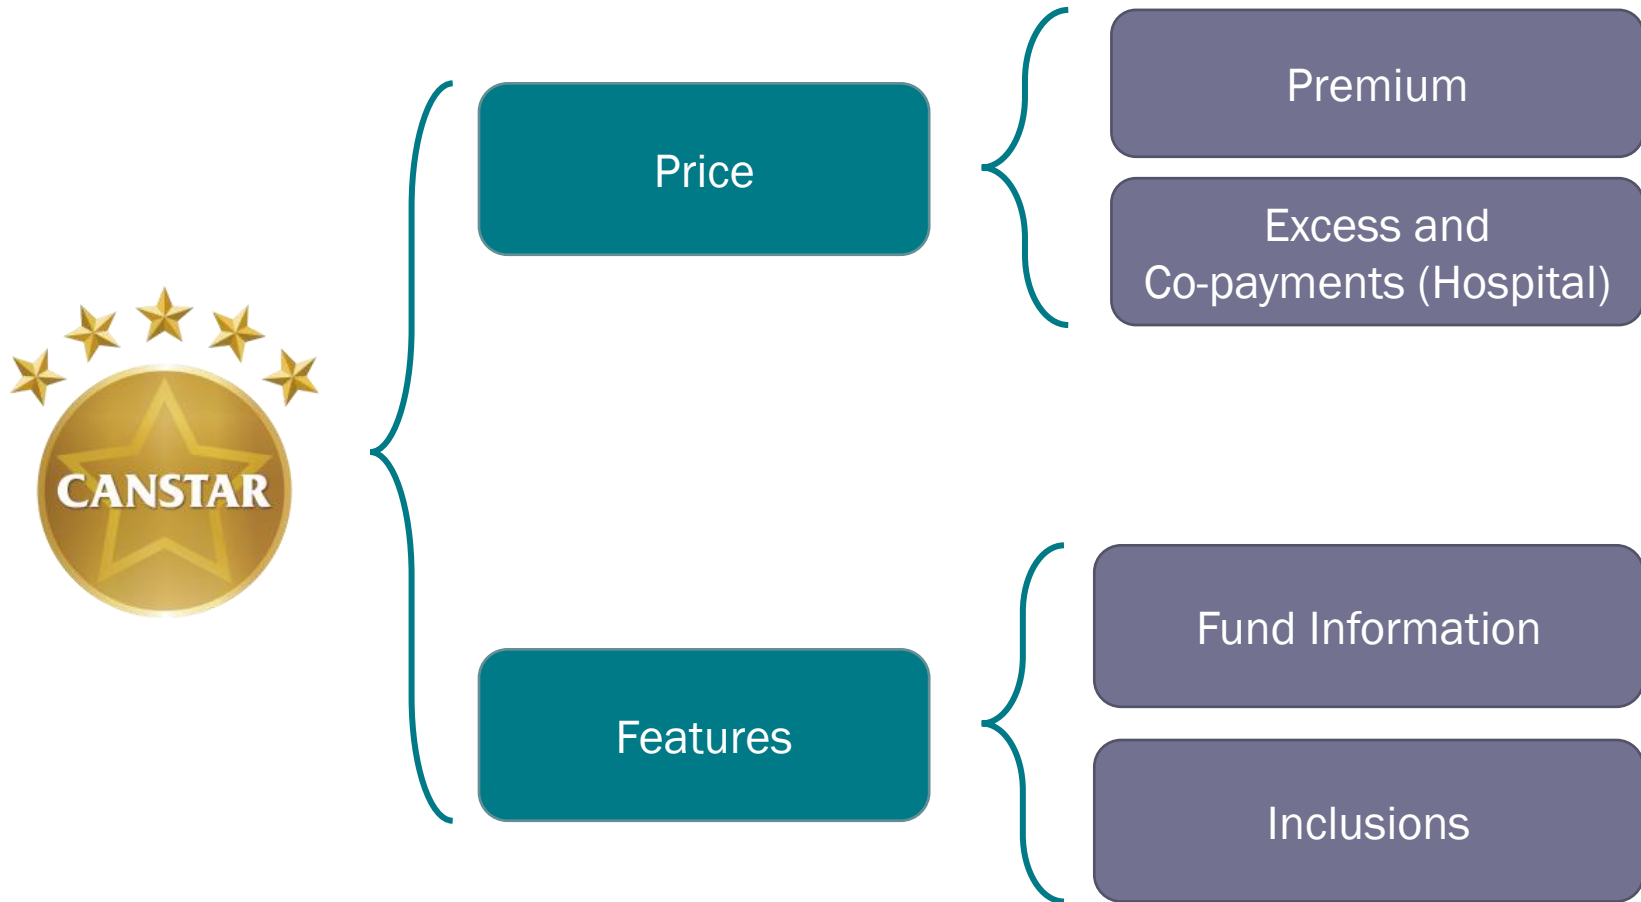 CANSTAR
Price
Premium
Excess and
Co-payments (Hospital)
Features
Fund Information
Inclusions